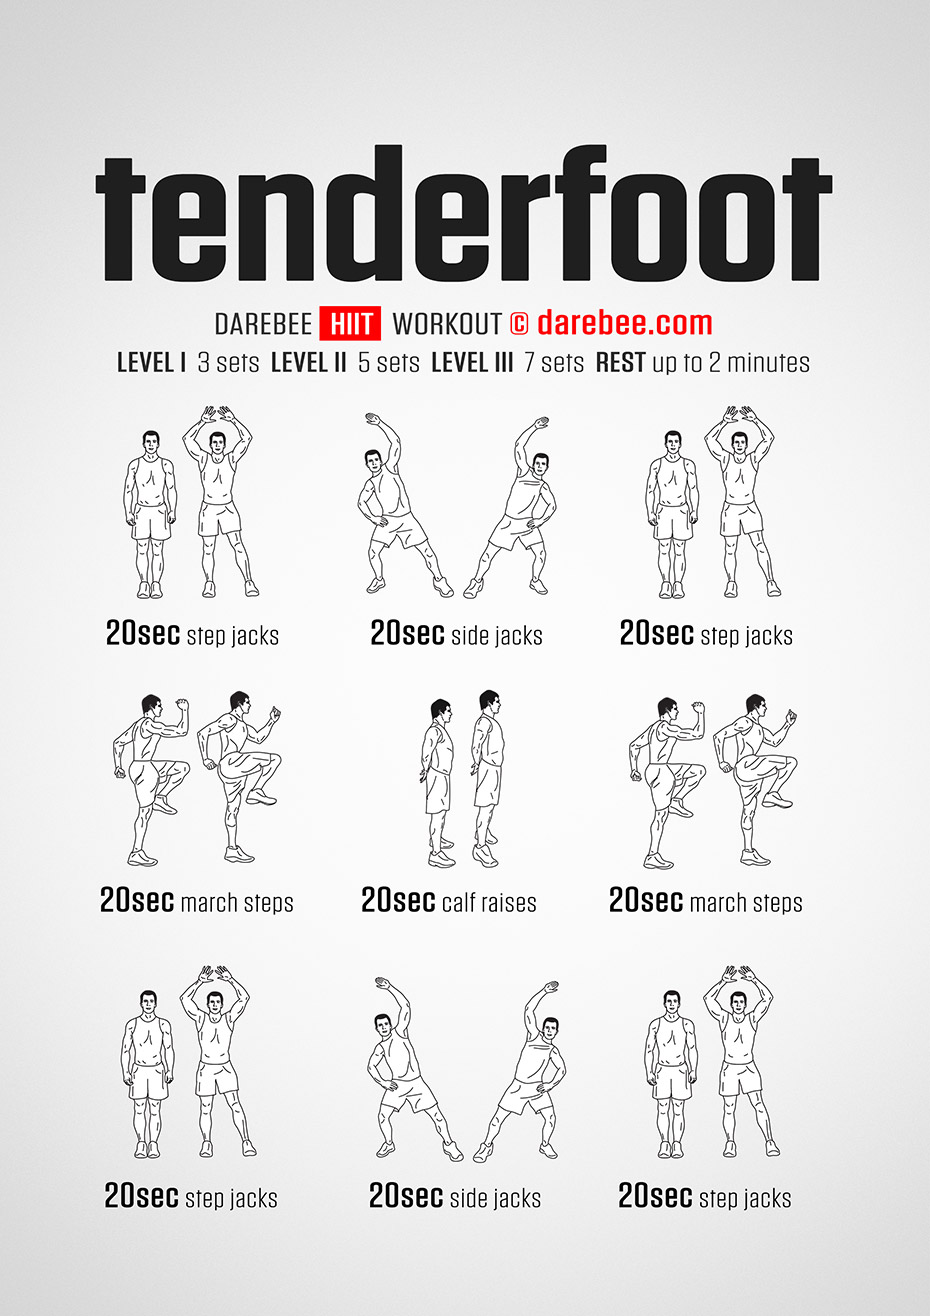 tenderfoot
DAREBEE HIIT WORKOUT © darebee.com
LEVEL I 3 sets LEVEL II 5 sets LEVEL III 7 sets REST up to 2 minutes
20sec step jacks
20sec side jacks
20sec step jacks
20sec march steps
20sec calf raises
20sec march steps
20sec step jacks
20sec side jacks
20sec step jacks